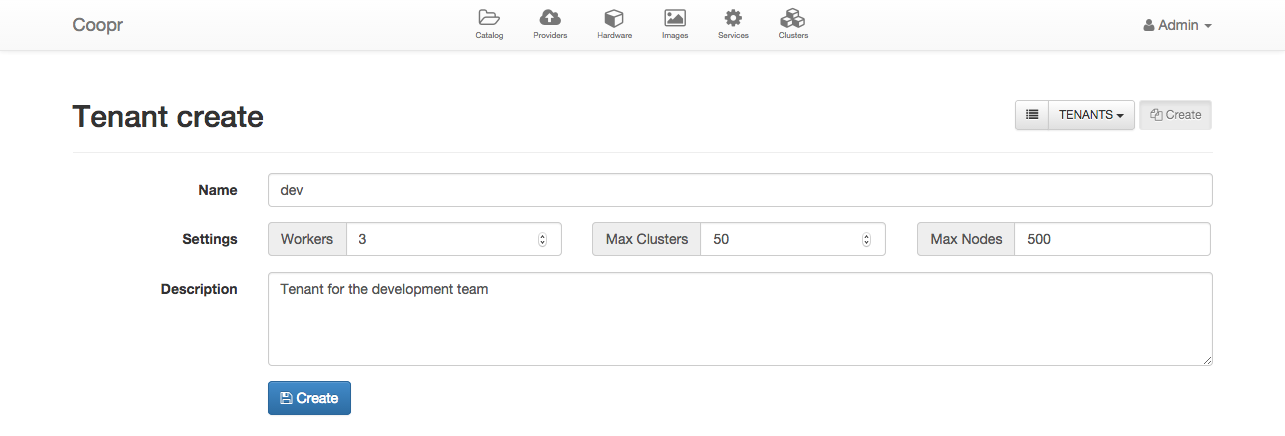 Coopr
Catalog Providers Hardware Images Services Clusters
Admin
Tenant create
TENANTS Create
Name dev
Settings Workers 3 Max Clusters 50 Max Nodes 500
Description Tenant for the development team
Create